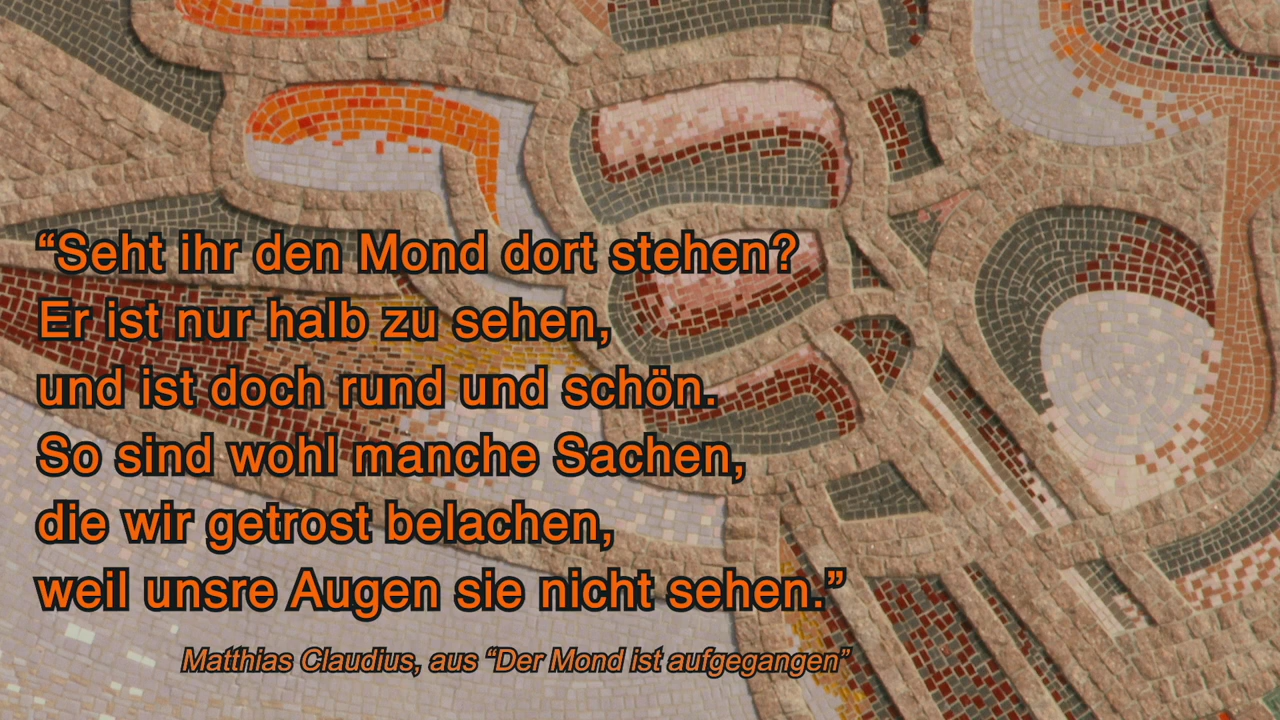 “Seht ihr den Mond dort stehen?
Er ist nur halb zu sehen,
und ist doch rund und schön.
So sind wohl manche Sachen,
die wir getrost belachen,
weil unsre Augen sie nicht sehen.”
Matthias Claudius, aus “Der Mond ist aufgegangen”